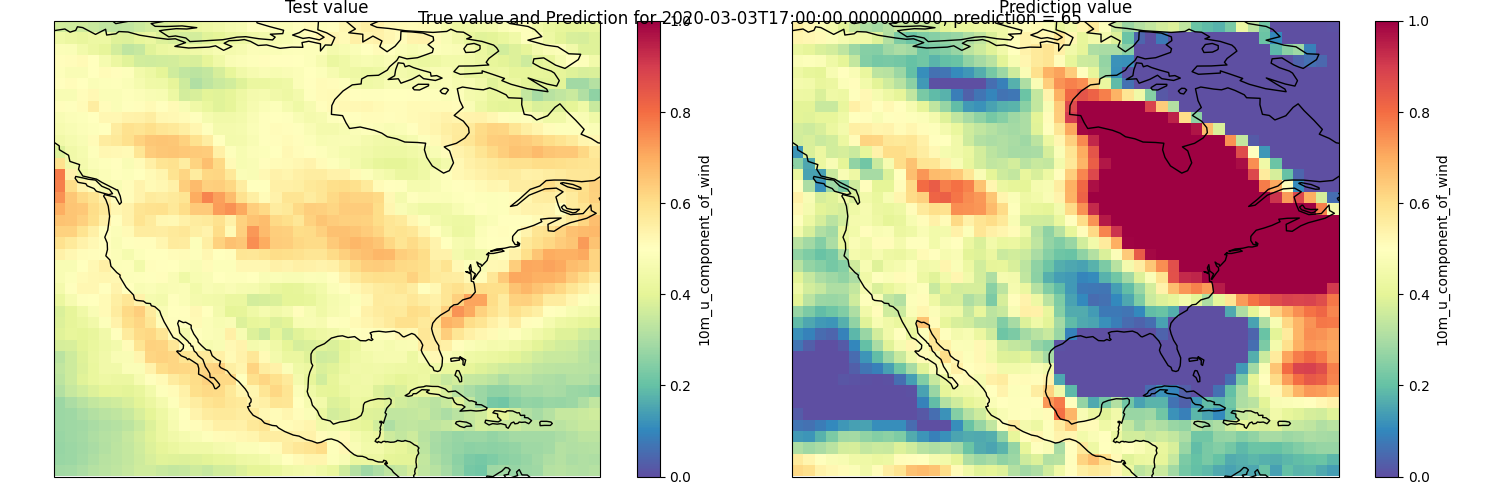 Test value
True value and Prediction for 2020-03-03T17:00:00.000000000, prediction = 65
Prediction value
1.0
0.8
0.6
0.4
0.2
0.0
10m_u_component_of_wind
1.0
0.8
0.6
0.4
0.2
0.0
10m_u_component_of_wind